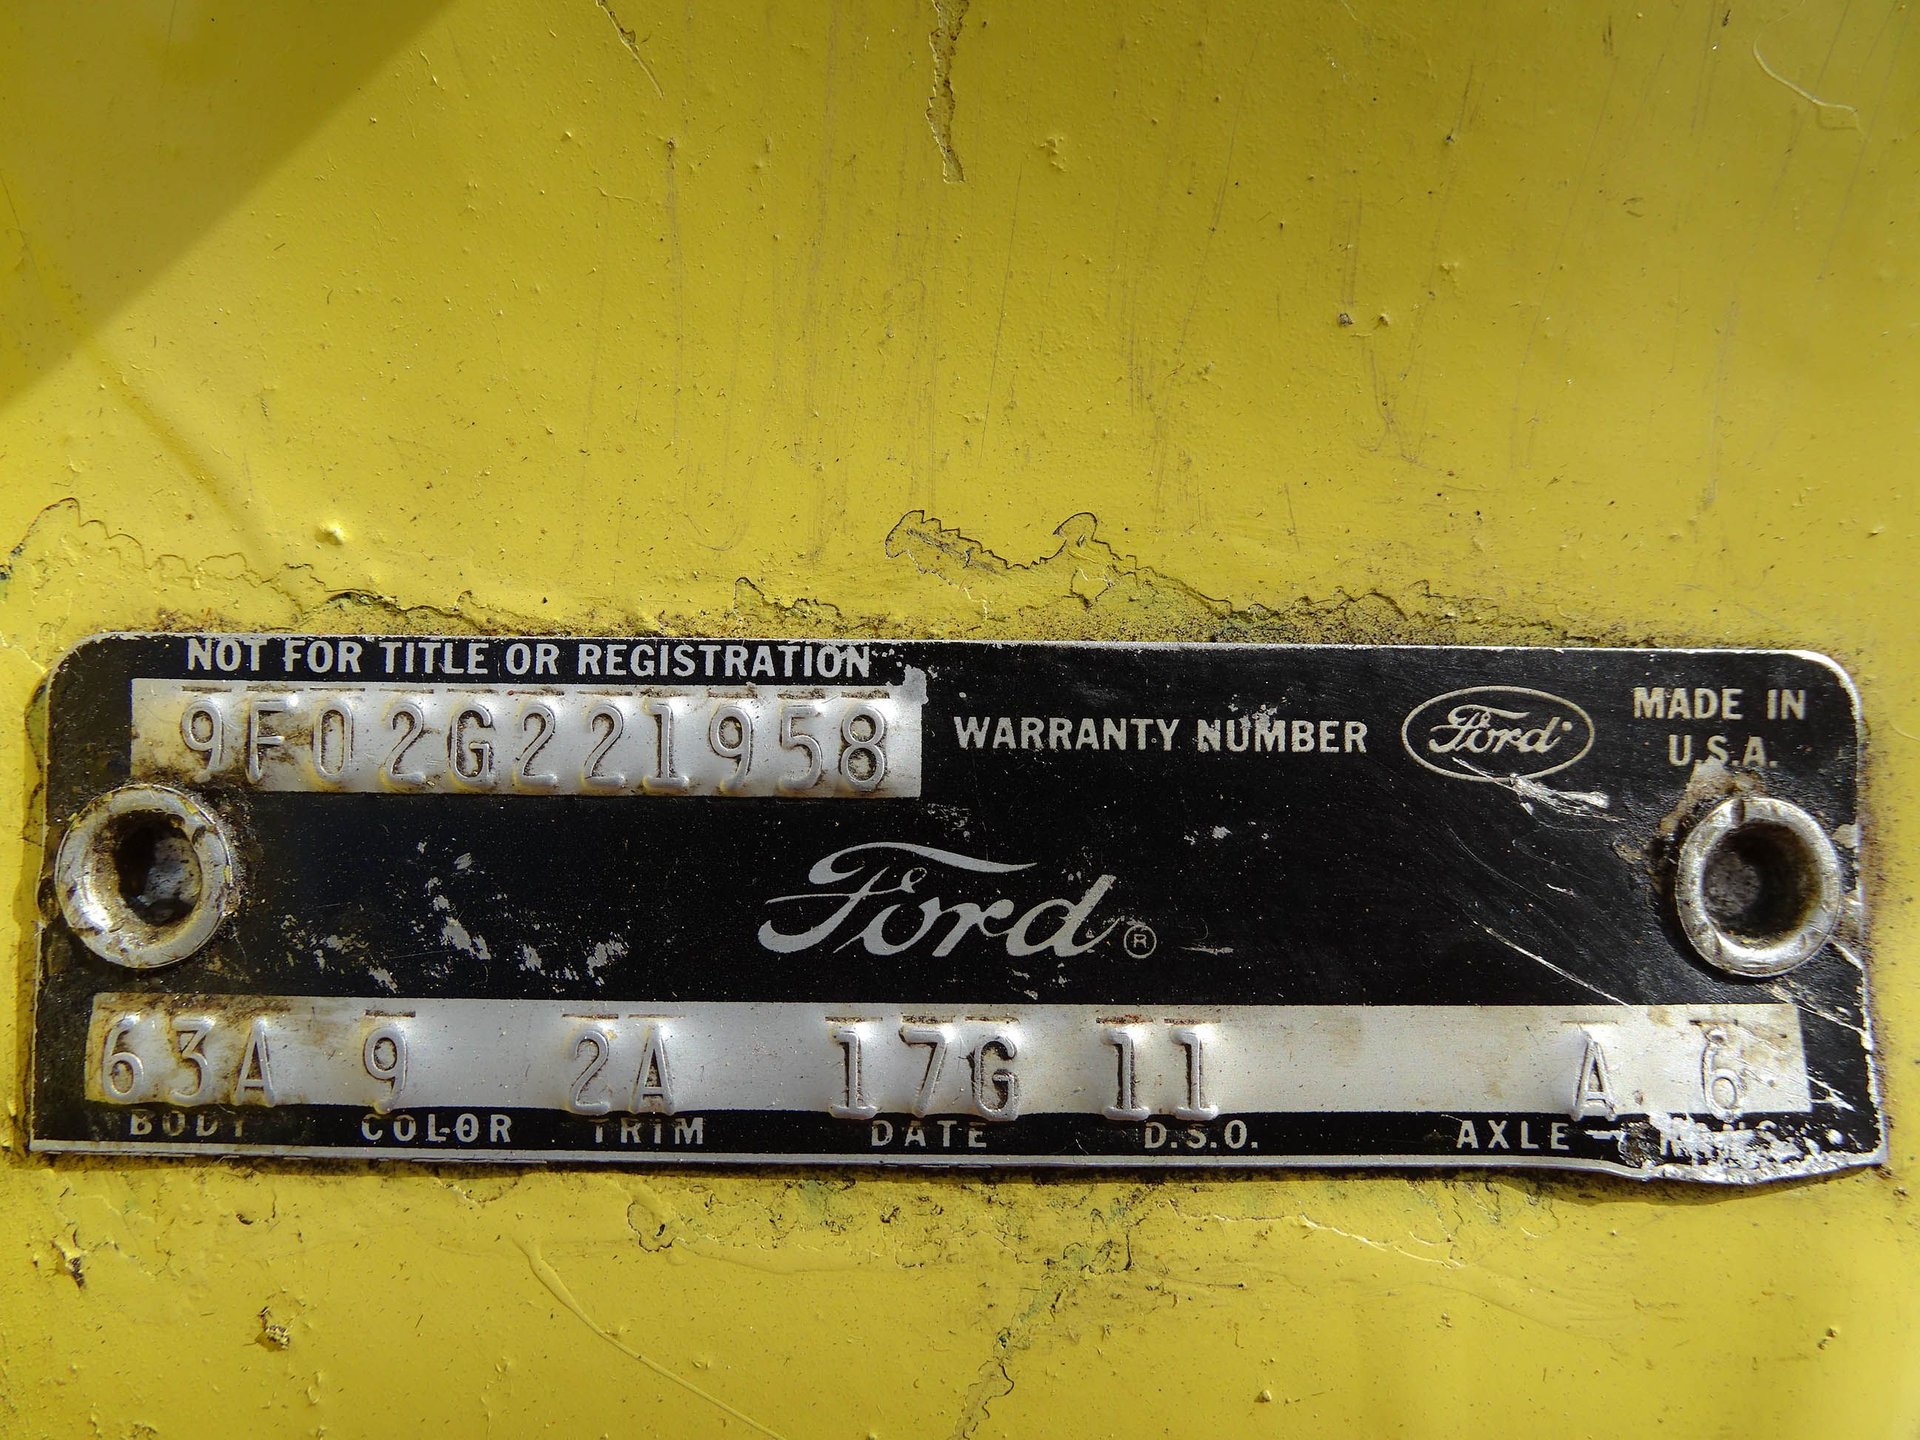 NOT FOR TITLE OR REGISTRATION
9F02G221958
WARRANTY NUMBER
Ford
MADE IN
U.S.A.
Ford®
63A 9 2A 17G 11 A 6
BODY COLOR TRIM DATE D.S.O. AXLE